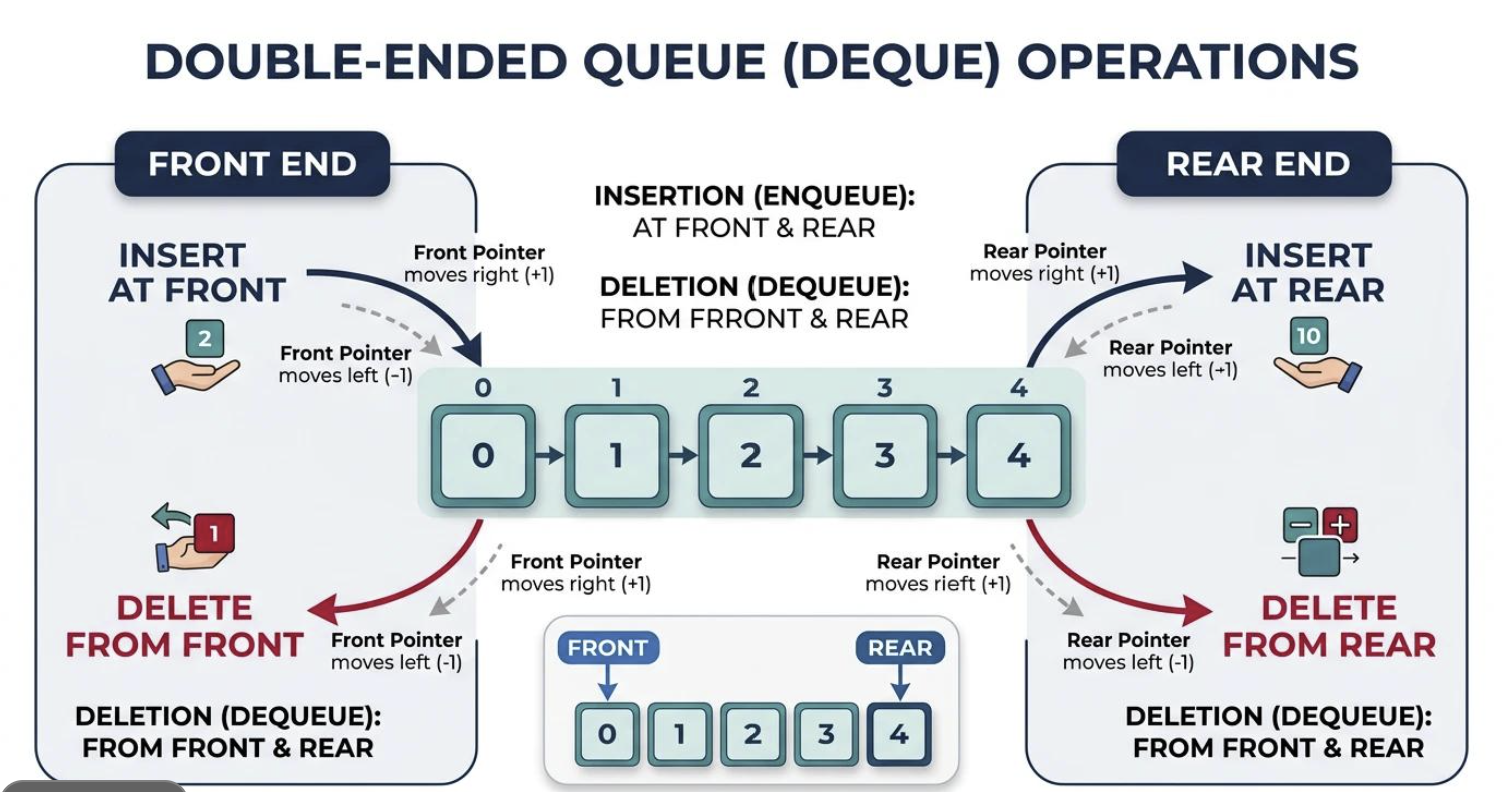 DOUBLE-ENDED QUEUE (DEQUE) OPERATIONS
FRONT END
INSERT
AT FRONT
2
Front Pointer
moves right (+1)
Front Pointer
moves left (-1)
1
DELETE
FROM FRONT
Front Pointer
moves right (+1)
Front Pointer
moves left (-1)
DELETION (DEQUEUE):
FROM FRONT & REAR
INSERTION (ENQUEUE):
AT FRONT & REAR
DELETION (DEQUEUE):
FROM FRRONT & REAR
0 1 2 3 4
0 1 2 3 4
FRONT REAR
0 1 2 3 4
REAR END
Rear Pointer
moves right (+1)
INSERT
AT REAR
10
Rear Pointer
moves left (+1)
Rear Pointer
moves rieft (+1)
Rear Pointer
moves left (-1)
− +
DELETE
FROM REAR
DELETION (DEQUEUE):
FROM FRONT & REAR